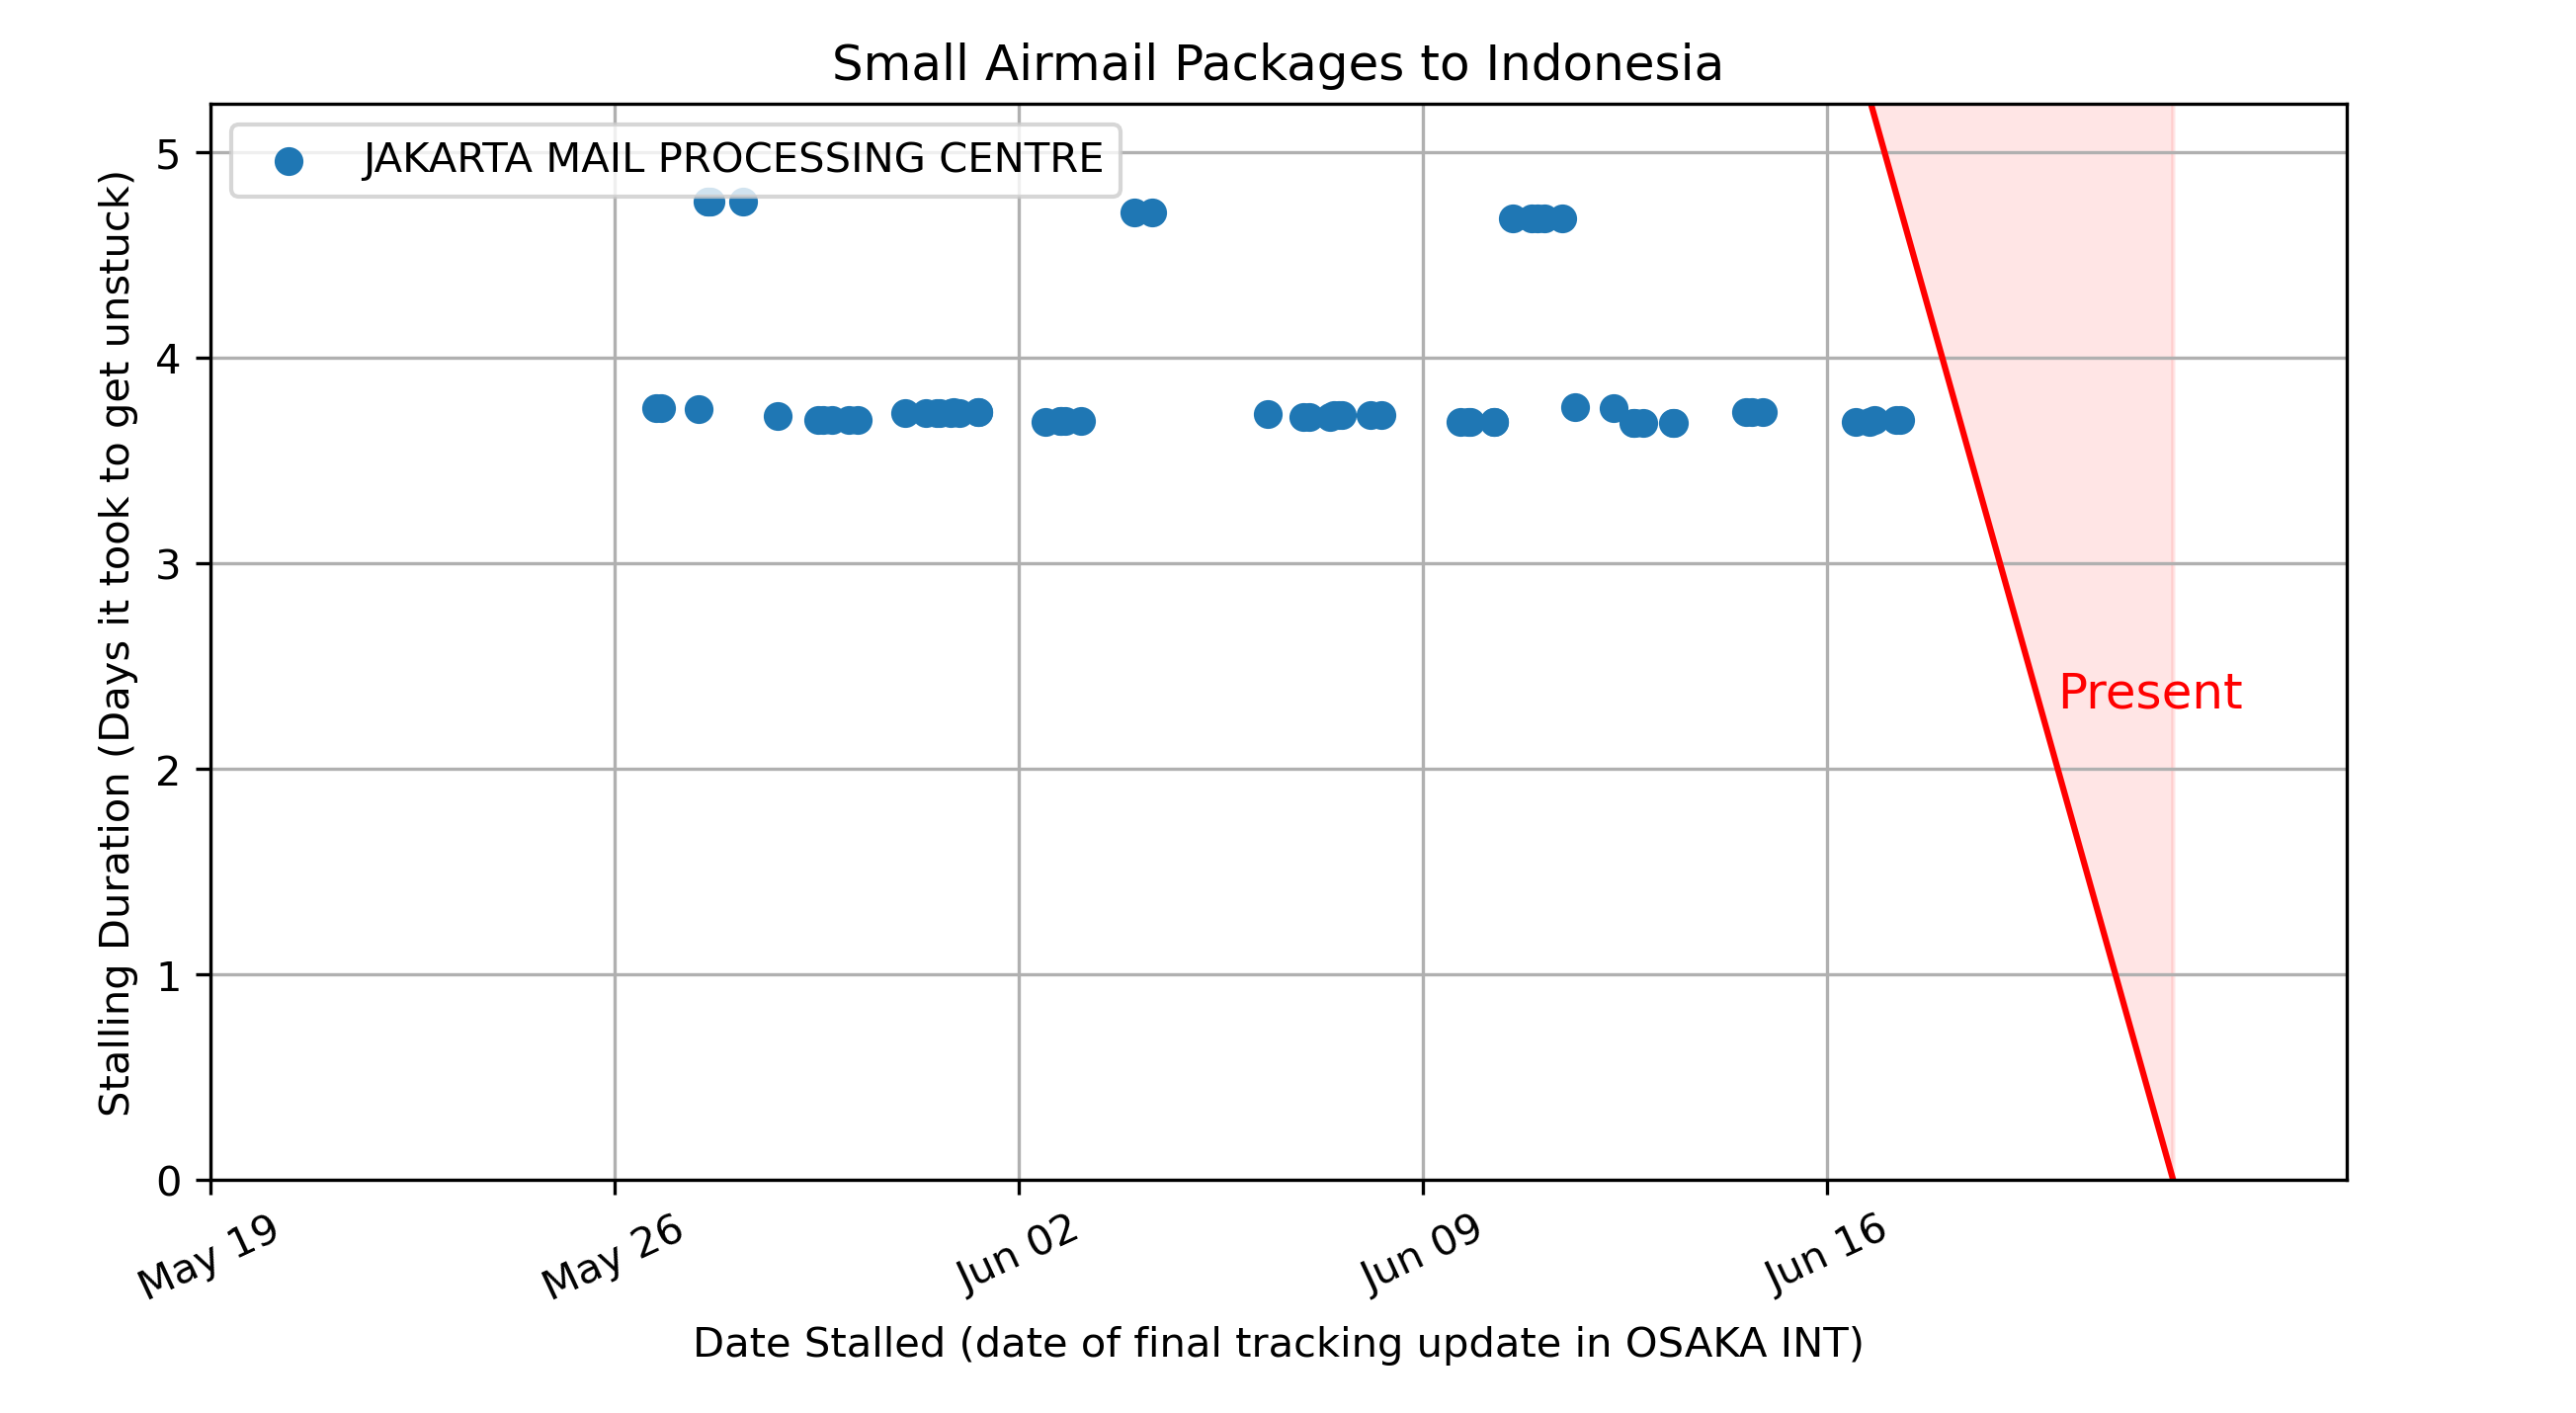 Small Airmail Packages to Indonesia
JAKARTA MAIL PROCESSING CENTRE
Stalling Duration (Days it took to get unstuck)
5
4
3
2
1
0
Present
May 19
May 26
Jun 02
Jun 09
Jun 16
Date Stalled (date of final tracking update in OSAKA INT)